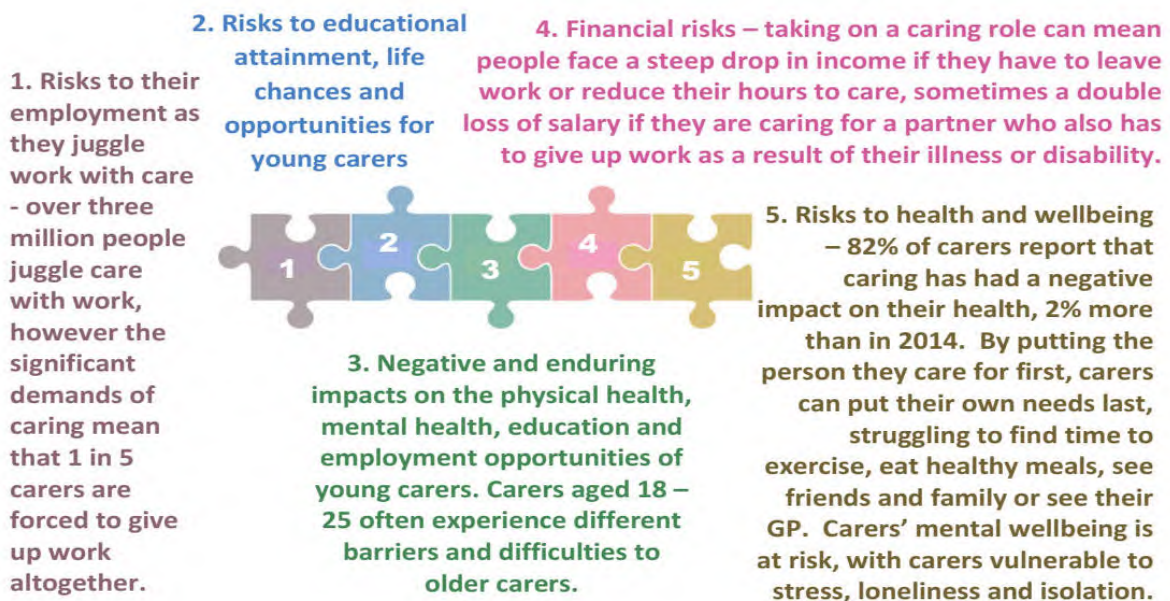 1. Risks to their
employment as
they juggle
work with care
- over three
million people
juggle care
with work,
however the
significant
demands of
caring mean
that 1 in 5
carers are
forced to give
up work
altogether.
2. Risks to educational
attainment, life
chances and
opportunities for
young carers
4. Financial risks – taking on a caring role can mean
people face a steep drop in income if they have to leave
work or reduce their hours to care, sometimes a double
loss of salary if they are caring for a partner who also has
to give up work as a result of their illness or disability.
1
2
3
4
5
3. Negative and enduring
impacts on the physical health,
mental health, education and
employment opportunities of
young carers. Carers aged 18 –
25 often experience different
barriers and difficulties to
older carers.
5. Risks to health and wellbeing
– 82% of carers report that
caring has had a negative
impact on their health, 2% more
than in 2014.  By putting the
person they care for first, carers
can put their own needs last,
struggling to find time to
exercise, eat healthy meals, see
friends and family or see their
GP.  Carers’ mental wellbeing is
at risk, with carers vulnerable to
stress, loneliness and isolation.